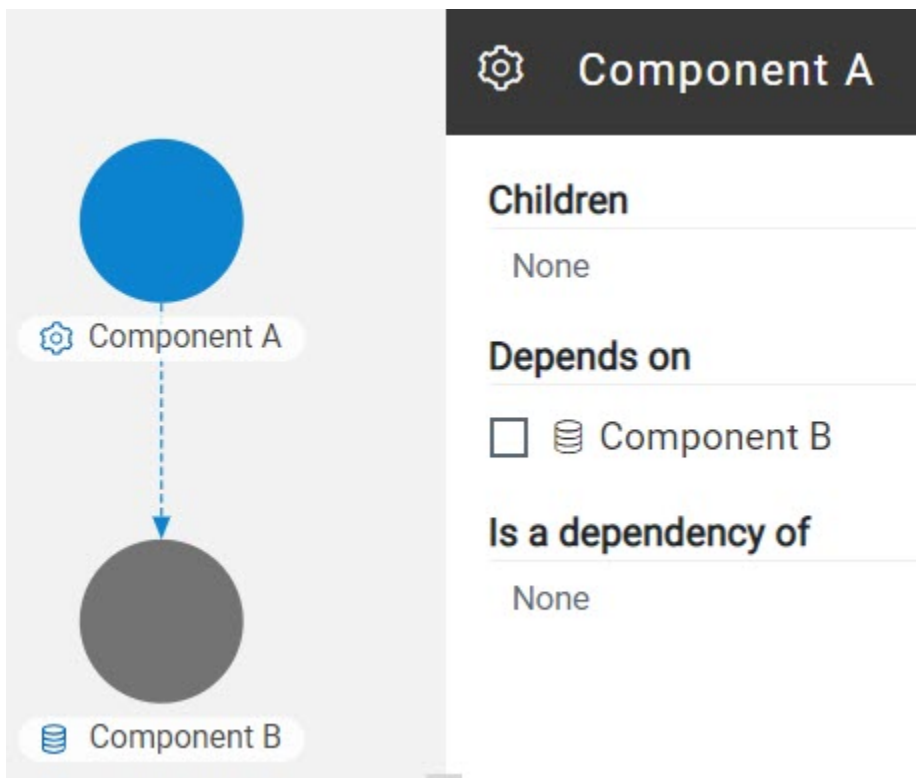 Component A
Component B
Component A
Children
None
Depends on
Component B
Is a dependency of
None